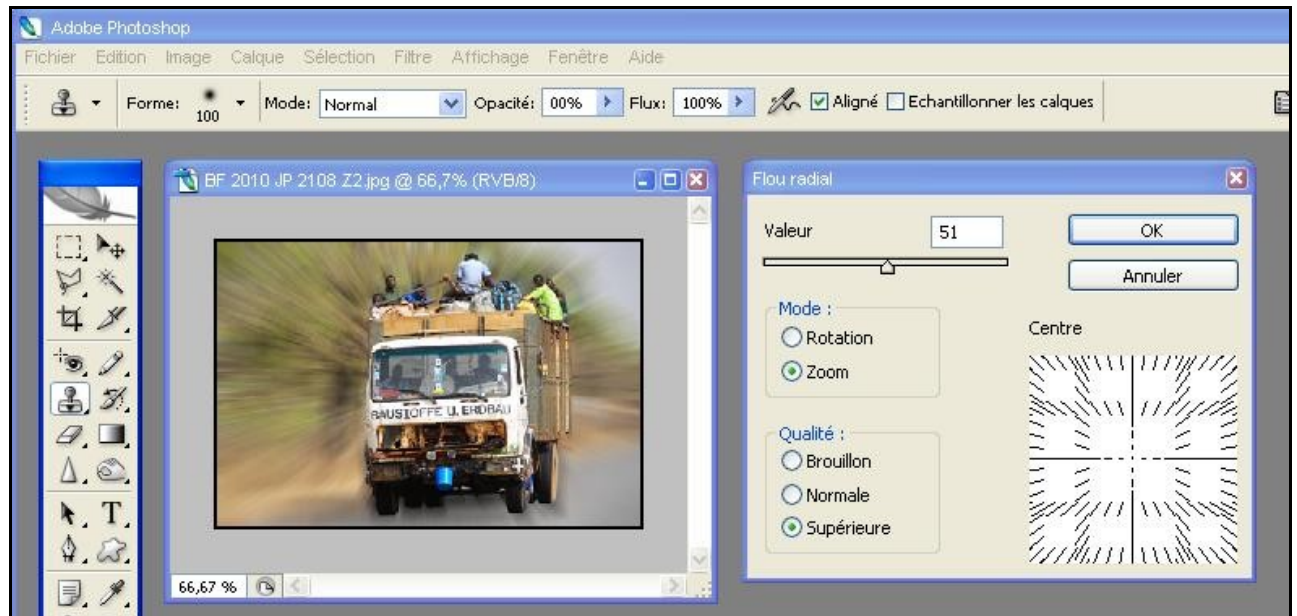 Adobe Photoshop
Fichier Edition Image Calque Sélection Filtre Affichage Fenêtre Aide
Forme: 100 Mode: Normal Opacité: 00% Flux: 100% Aligné Echantillonner les calques
BF 2010 JP 2108 Z2.jpg @ 66,7% (RVB/8)
BAUSTOFFE U. ERDBAU
66,67 %
Flou radial
Valeur 51
OK
Annuler
Mode :
Rotation
Zoom
Centre
Qualité :
Brouillon
Normale
Supérieure